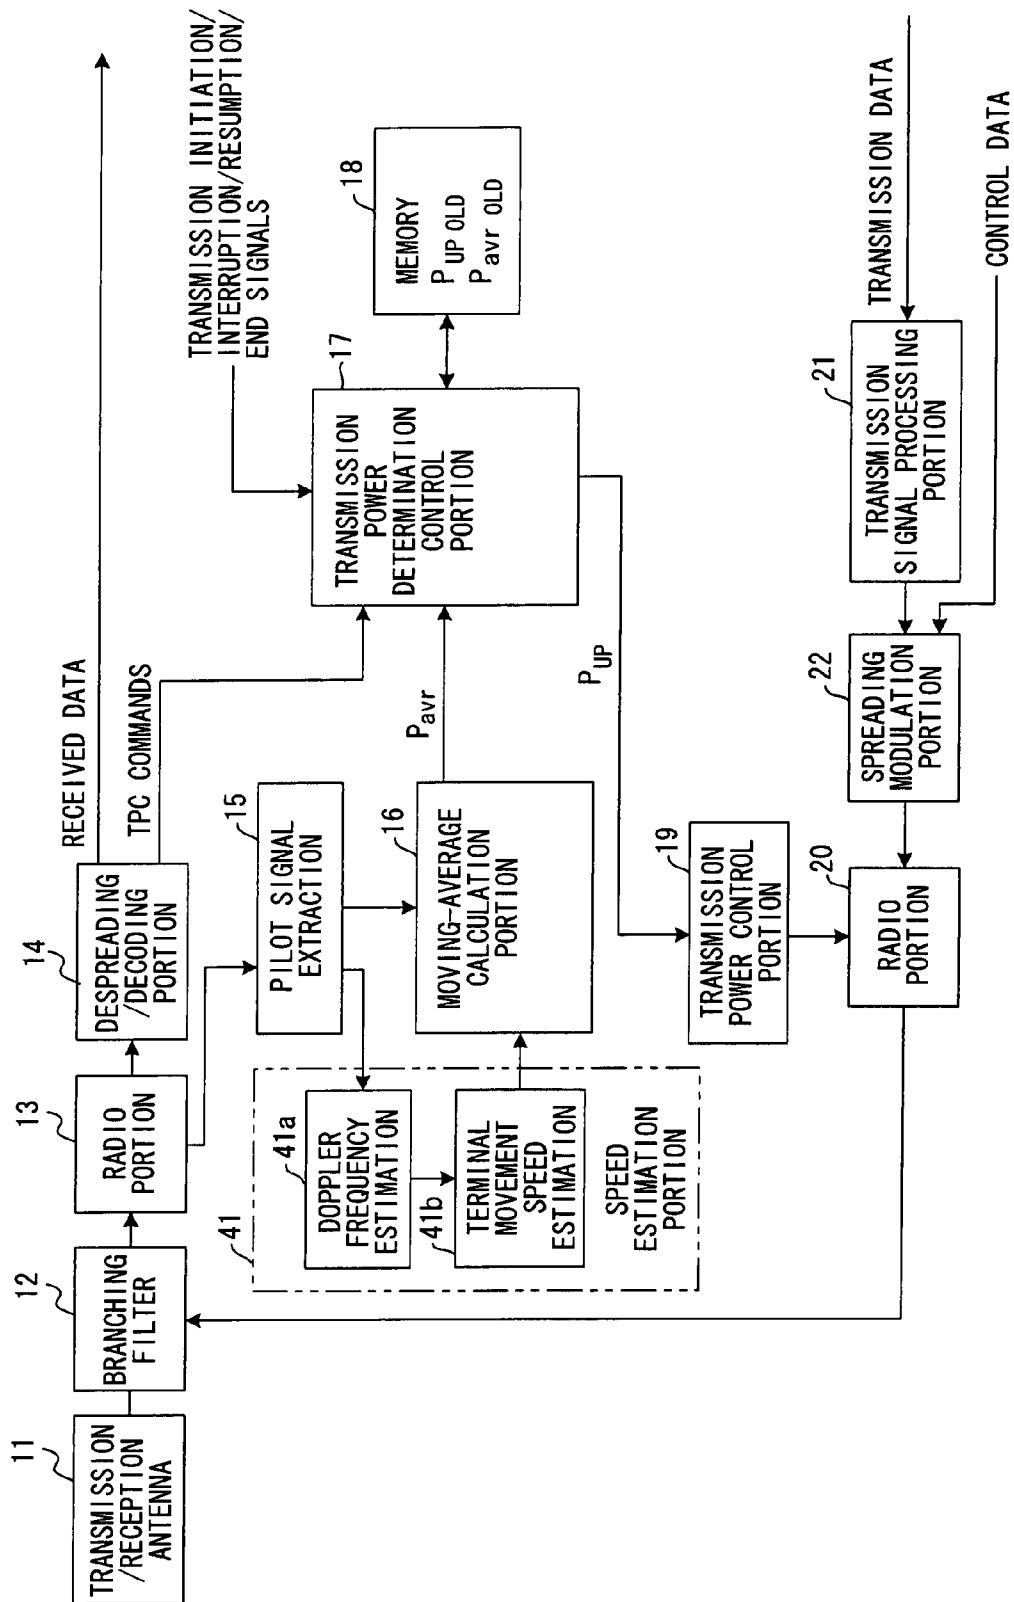 11
TRANSMISSION
/RECEPTION
ANTENNA
12
BRANCHING
FILTER
13
RADIO
PORTION
14
DESPREADING
/DECODING
PORTION
RECEIVED DATA
TPC COMMANDS
15
PILOT SIGNAL
EXTRACTION
41
41a
DOPPLER
FREQUENCY
ESTIMATION
41b
TERMINAL
MOVEMENT
SPEED
ESTIMATION
SPEED
ESTIMATION
PORTION
16
MOVING-AVERAGE
CALCULATION
PORTION
Pavr
TRANSMISSION INITIATION/
INTERRUPTION/RESUMPTION/
END SIGNALS
17
TRANSMISSION
POWER
DETERMINATION
CONTROL
PORTION
18
MEMORY
PUP OLD
Pavr OLD
PUP
19
TRANSMISSION
POWER CONTROL
PORTION
20
RADIO
PORTION
22
SPREADING
MODULATION
PORTION
21
TRANSMISSION
SIGNAL PROCESSING
PORTION
TRANSMISSION DATA
CONTROL DATA